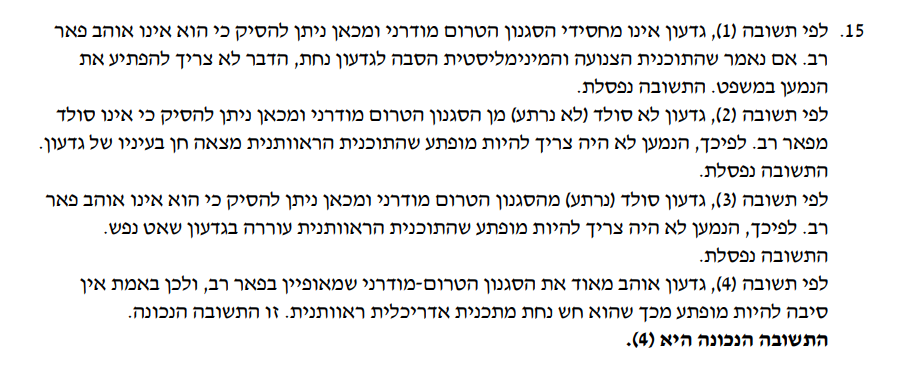 15. לפי תשובה (1), גדעון אינו מחסידי הסגנון הטרום מודרני ומכאן ניתן להסיק כי הוא אינו אוהב פאר
רב. אם נאמר שהתוכנית הצנועה והמינימליסטית הסבה לגדעון נחת, הדבר לא צריך להפתיע את
הנמען במשפט. התשובה נפסלת.
לפי תשובה (2), גדעון לא סולד (לא נרתע) מן הסגנון הטרום מודרני ומכאן ניתן להסיק כי אינו סולד
מפאר רב. לפיכך, הנמען לא היה צריך להיות מופתע שהתוכנית הראוותנית מצאה חן בעיניו של גדעון.
התשובה נפסלת.
לפי תשובה (3), גדעון סולד (נרתע) מהסגנון הטרום מודרני ומכאן ניתן להסיק כי הוא אינו אוהב פאר
רב. לפיכך, הנמען לא היה צריך להיות מופתע שהתוכנית הראוותנית עוררה בגדעון שאט נפש.
התשובה נפסלת.
לפי תשובה (4), גדעון אוהב מאוד את הסגנון הטרום-מודרני שמאופיין בפאר רב, ולכן באמת אין
סיבה להיות מופתע מכך שהוא חש נחת מתכנית אדריכלית ראוותנית. זו התשובה הנכונה.
התשובה הנכונה היא (4).